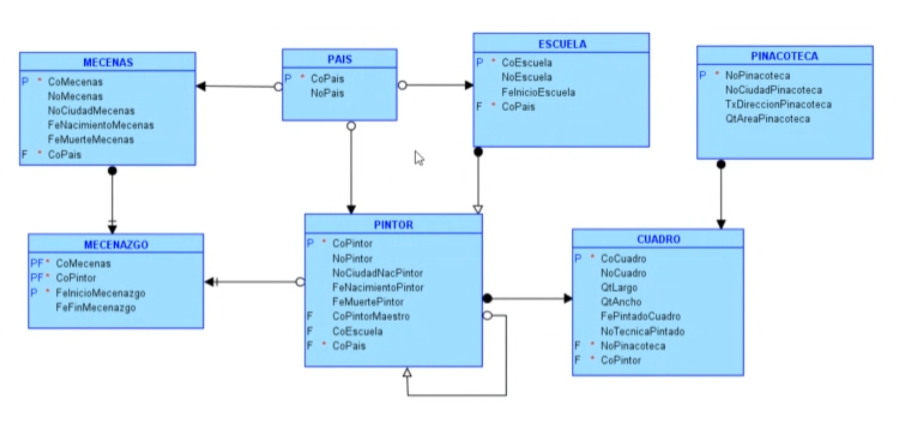 MECENAS
P * CoMecenas
NoMecenas
NoCiudadMecenas
FeNacimientoMecenas
FeMuerteMecenas
F * CoPais
PAIS
P * CoPais
NoPais
ESCUELA
P * CoEscuela
NoEscuela
FeInicioEscuela
F * CoPais
PINACOTECA
P * NoPinacoteca
NoCiudadPinacoteca
TxDireccionPinacoteca
QtAreaPinacoteca
MECENAZGO
PF * CoMecenas
PF * CoPintor
P * FeInicioMecenazgo
FeFinMecenazgo
PINTOR
P * CoPintor
NoPintor
NoCiudadNacPintor
FeNacimientoPintor
FeMuertePintor
F CoPintorMaestro
F CoEscuela
F * CoPais
CUADRO
P * CoCuadro
NoCuadro
QtLargo
QtAncho
FePintadoCuadro
NoTecnicaPintado
F * NoPinacoteca
F * CoPintor